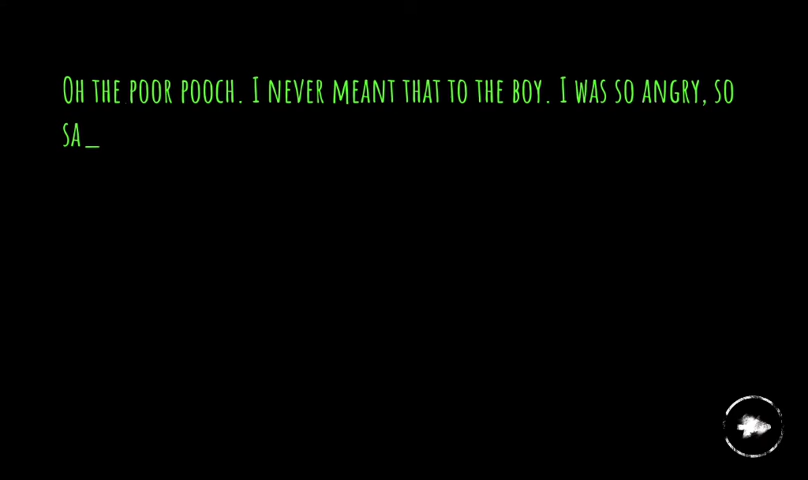 Oh the poor pooch. I never meant that to the boy. I was so angry, so
sa_